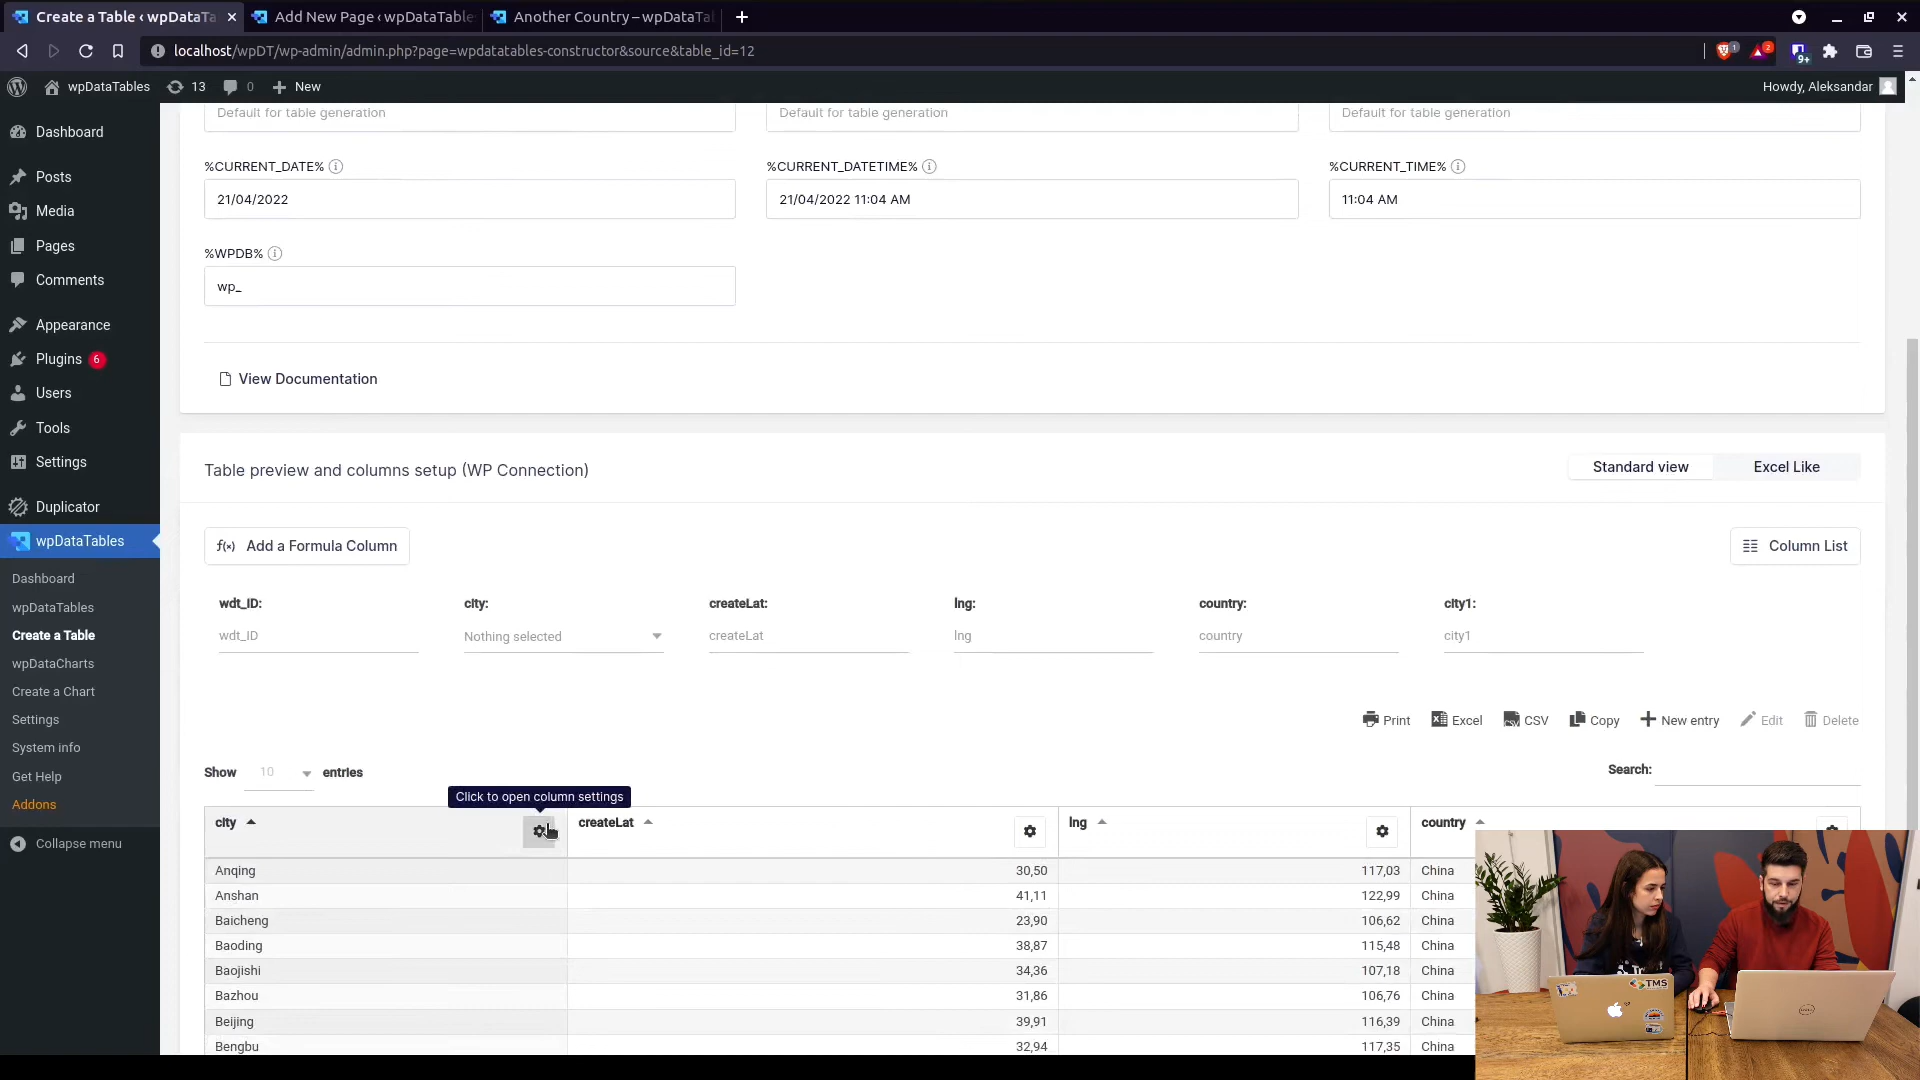 Create a Table ‹ wpDataTa
Add New Page ‹ wpDataTable
Another Country – wpDataTal
localhost/wpDT/wp-admin/admin.php?page=wpdatatables-constructor&source&table_id=12
1
2
9+
wpDataTables
13
0
New
Howdy, Aleksandar
Dashboard
Posts
Media
Pages
Comments
Appearance
Plugins 6
Users
Tools
Settings
Duplicator
wpDataTables
Dashboard
wpDataTables
Create a Table
wpDataCharts
Create a Chart
Settings
System info
Get Help
Addons
Collapse menu
Default for table generation
Default for table generation
Default for table generation
%CURRENT_DATE%
%CURRENT_DATETIME%
%CURRENT_TIME%
21/04/2022
21/04/2022 11:04 AM
11:04 AM
%WPDB%
wp_
View Documentation
Table preview and columns setup (WP Connection)
Standard view
Excel Like
f(x) Add a Formula Column
Column List
wdt_ID:
city:
createLat:
lng:
country:
city1:
wdt_ID
Nothing selected
createLat
lng
country
city1
Print
Excel
CSV
Copy
New entry
Edit
Delete
Show 10 entries
Search:
Click to open column settings
city
createLat
lng
country
Anqing 30,50 117,03 China
Anshan 41,11 122,99 China
Baicheng 23,90 106,62 China
Baoding 38,87 115,48 China
Baojishi 34,36 107,18 China
Bazhou 31,86 106,76 China
Beijing 39,91 116,39 China
Bengbu 32,94 117,35 China
TMS
DELL